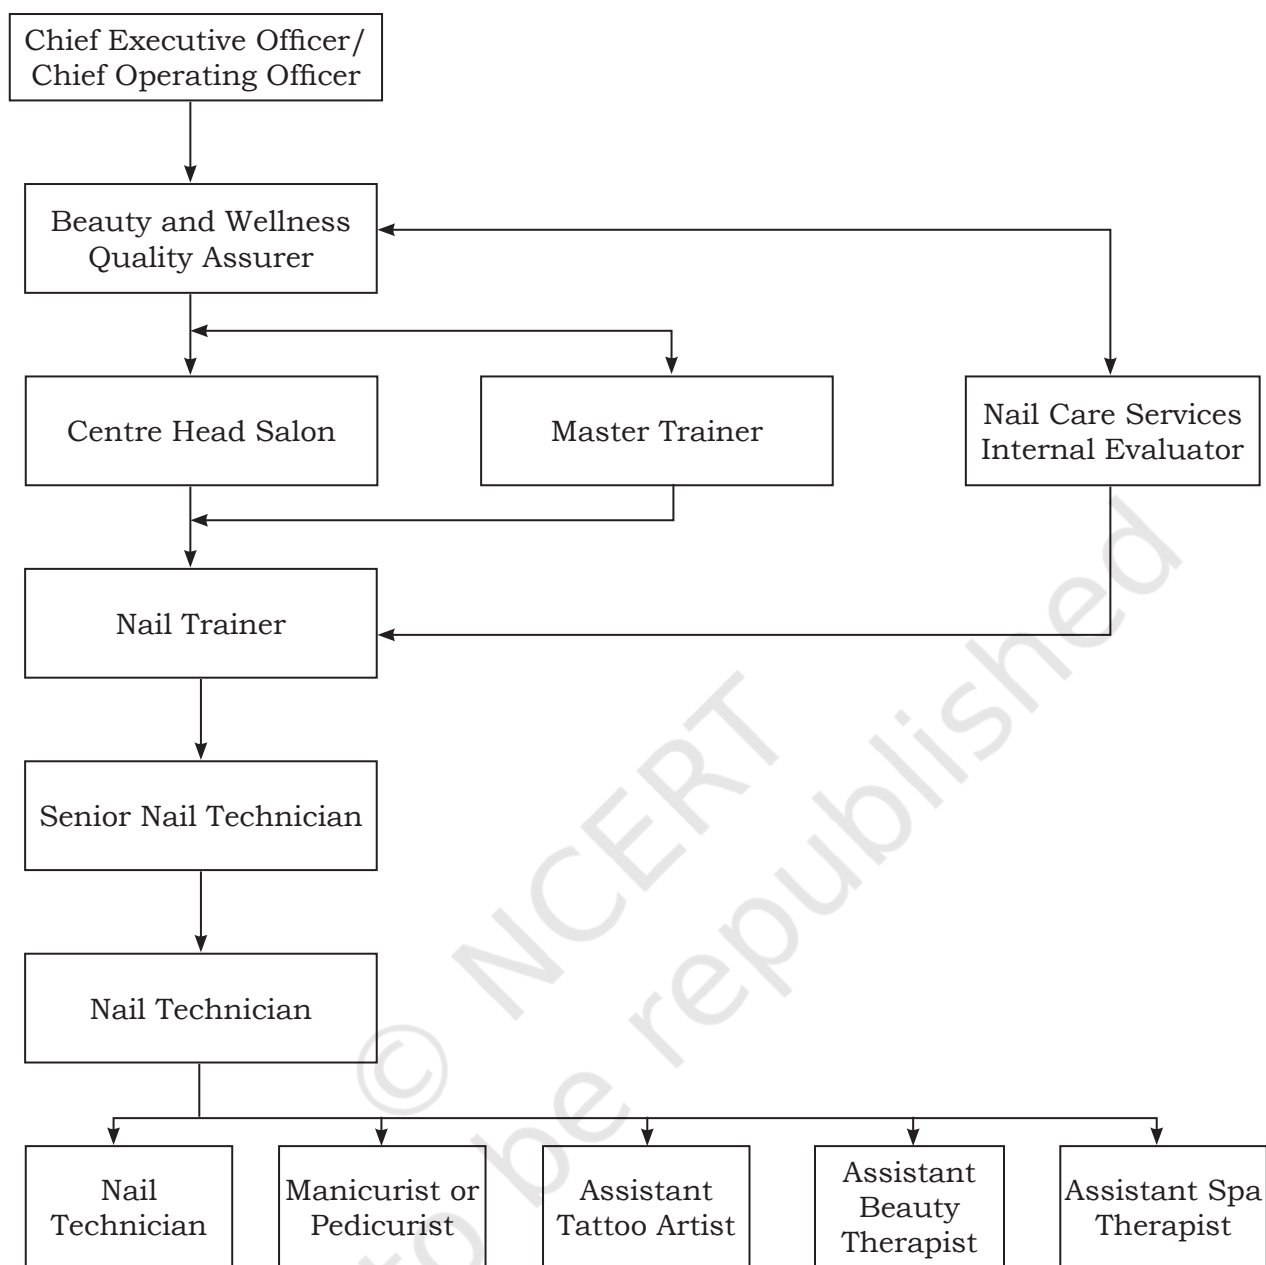 Chief Executive Officer/
Chief Operating Officer
Beauty and Wellness
Quality Assurer
Centre Head Salon
Master Trainer
Nail Care Services
Internal Evaluator
Nail Trainer
Senior Nail Technician
Nail Technician
Nail
Technician
Manicurist or
Pedicurist
Assistant
Tattoo Artist
Assistant
Beauty
Therapist
Assistant Spa
Therapist
© NCERT
to be republished